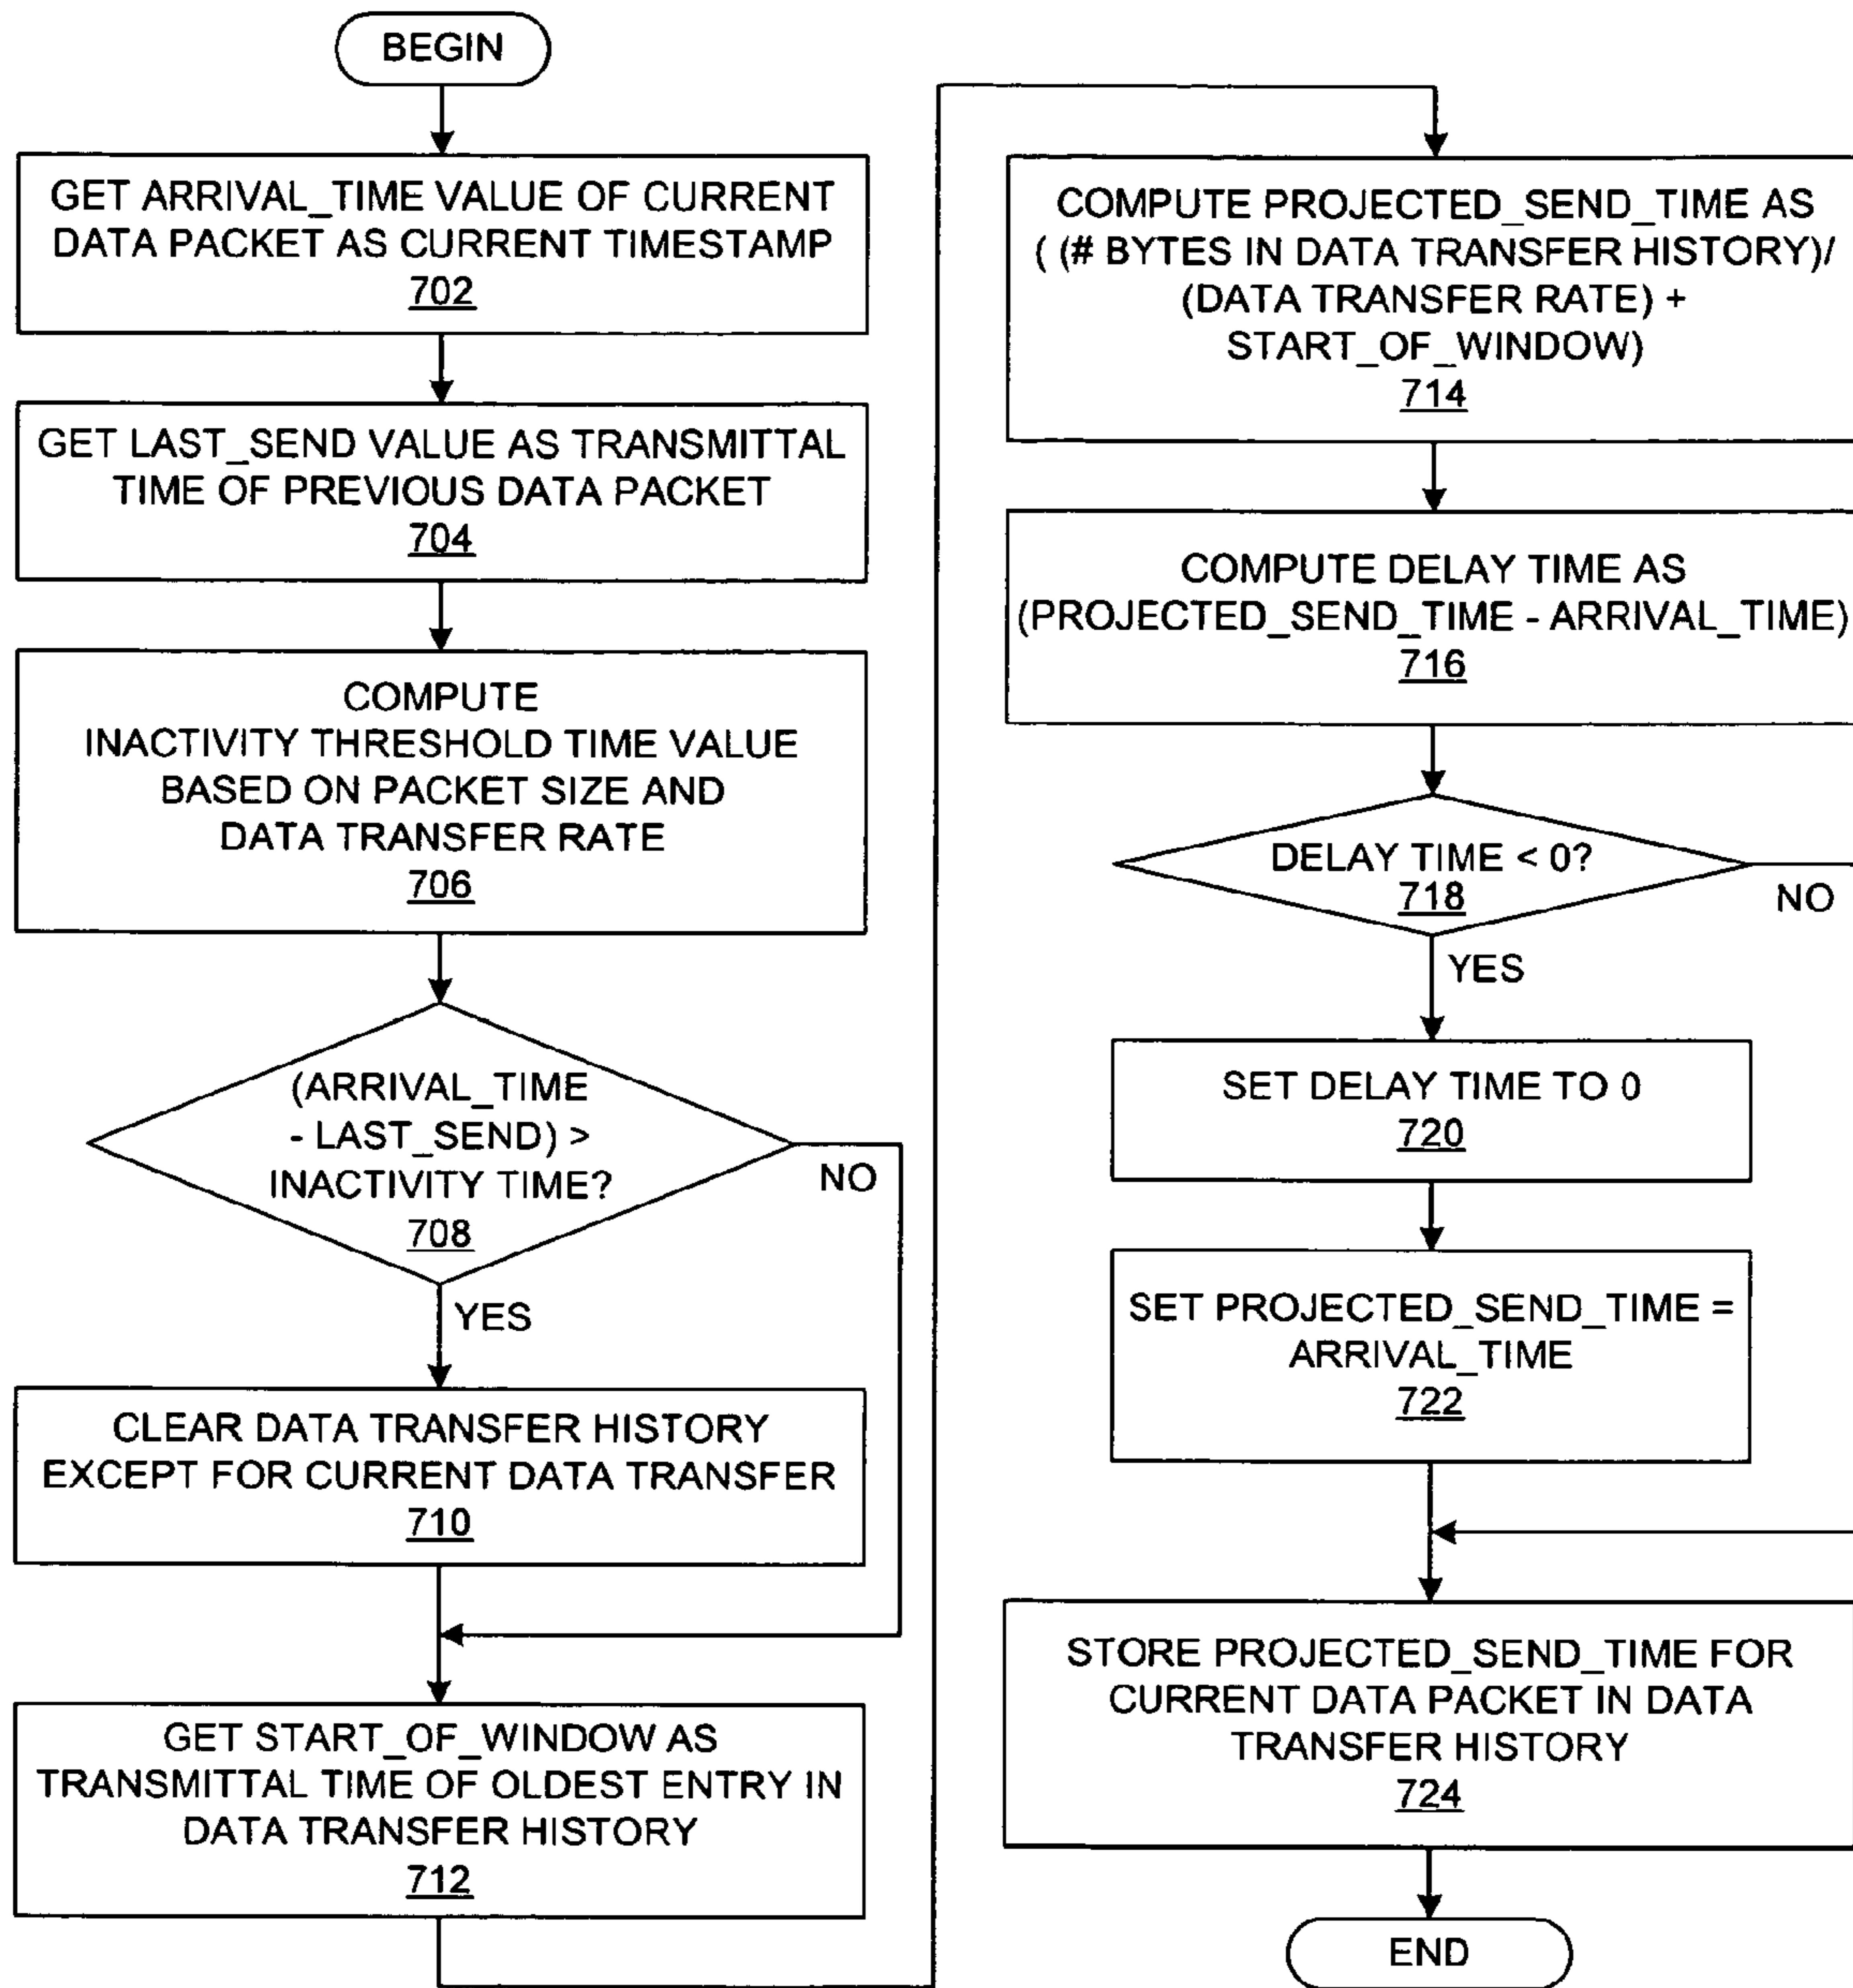 BEGIN
GET ARRIVAL_TIME VALUE OF CURRENT
DATA PACKET AS CURRENT TIMESTAMP
702
GET LAST_SEND VALUE AS TRANSMITTAL
TIME OF PREVIOUS DATA PACKET
704
COMPUTE
INACTIVITY THRESHOLD TIME VALUE
BASED ON PACKET SIZE AND
DATA TRANSFER RATE
706
(ARRIVAL_TIME
- LAST_SEND) >
INACTIVITY TIME?
708
NO
YES
CLEAR DATA TRANSFER HISTORY
EXCEPT FOR CURRENT DATA TRANSFER
710
GET START_OF_WINDOW AS
TRANSMITTAL TIME OF OLDEST ENTRY IN
DATA TRANSFER HISTORY
712
COMPUTE PROJECTED_SEND_TIME AS
( (# BYTES IN DATA TRANSFER HISTORY)/
(DATA TRANSFER RATE) +
START_OF_WINDOW)
714
COMPUTE DELAY TIME AS
(PROJECTED_SEND_TIME - ARRIVAL_TIME)
716
DELAY TIME < 0?
718
NO
YES
SET DELAY TIME TO 0
720
SET PROJECTED_SEND_TIME =
ARRIVAL_TIME
722
STORE PROJECTED_SEND_TIME FOR
CURRENT DATA PACKET IN DATA
TRANSFER HISTORY
724
END